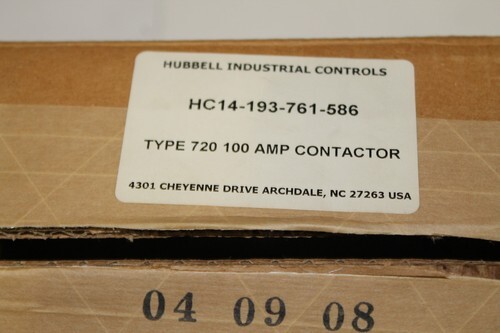 HUBBELL INDUSTRIAL CONTROLS
HC14-193-761-586
TYPE 720 100 AMP CONTACTOR
4301 CHEYENNE DRIVE ARCHDALE, NC 27263 USA
04 09 08